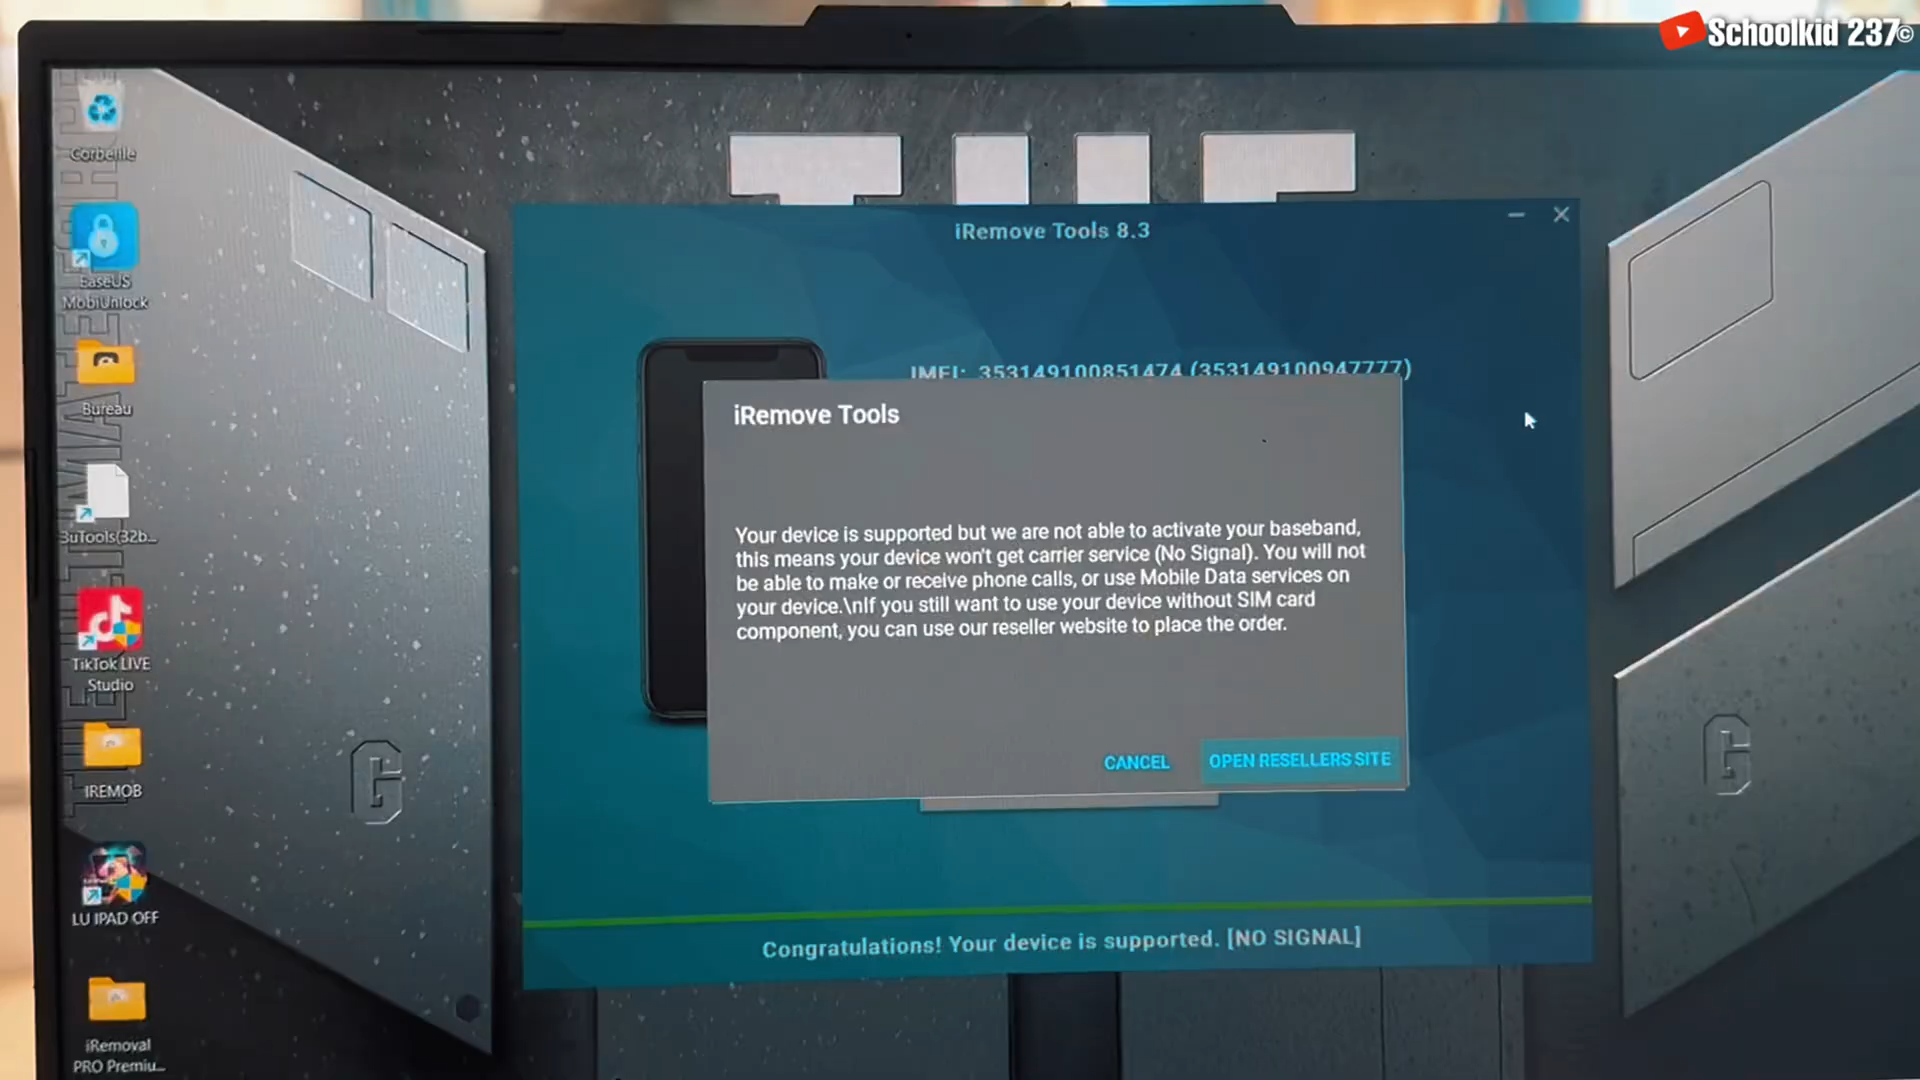 Schoolkid 237©
Corbeille
EaseUS
MobiUnlock
Bureau
3uTools(32b...
TikTok LIVE
Studio
IREMOB
LU IPAD OFF
iRemoval
PRO Premiu...
iRemove Tools 8.3
IMEI: 353149100851474 (353149100947777)
iRemove Tools
Your device is supported but we are not able to activate your baseband,
this means your device won't get carrier service (No Signal). You will not
be able to make or receive phone calls, or use Mobile Data services on
your device.\nIf you still want to use your device without SIM card
component, you can use our reseller website to place the order.
CANCEL
OPEN RESELLERS SITE
Congratulations! Your device is supported. [NO SIGNAL]
G
G